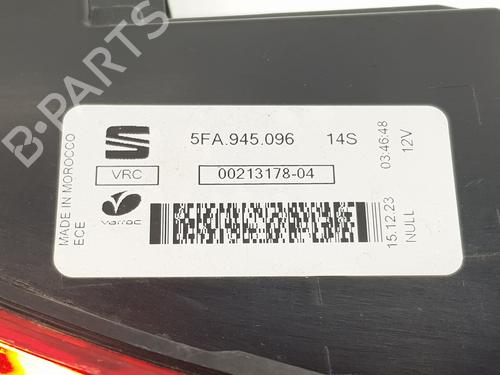 5FA.945.096 14S
VRC 00213178-04
varroc
MADE IN MOROCCO
ECE
03:46:48 12V
15.12.23 NULL
B-PARTS